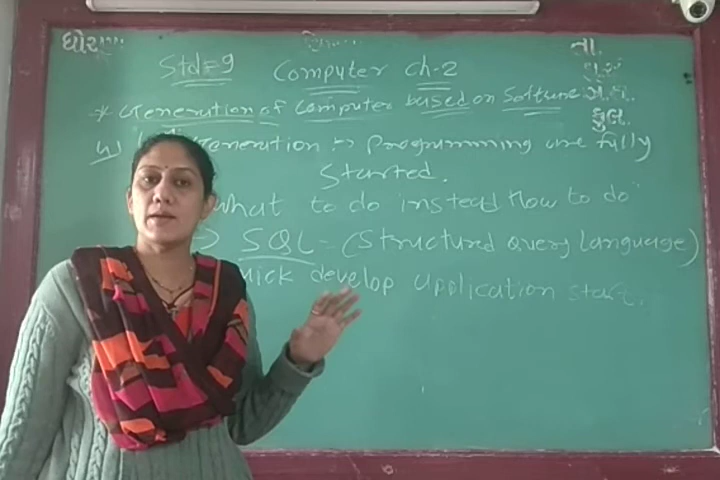 ધોરણ તા.
Std=9 Computer Ch-2
* Generation of Computer based on Software ગે.હા.
4) Generation :- Programming are fully કુલ.
Started.
"what to do instead How to do"
SQL - (Structured Query Language)
develop application start.